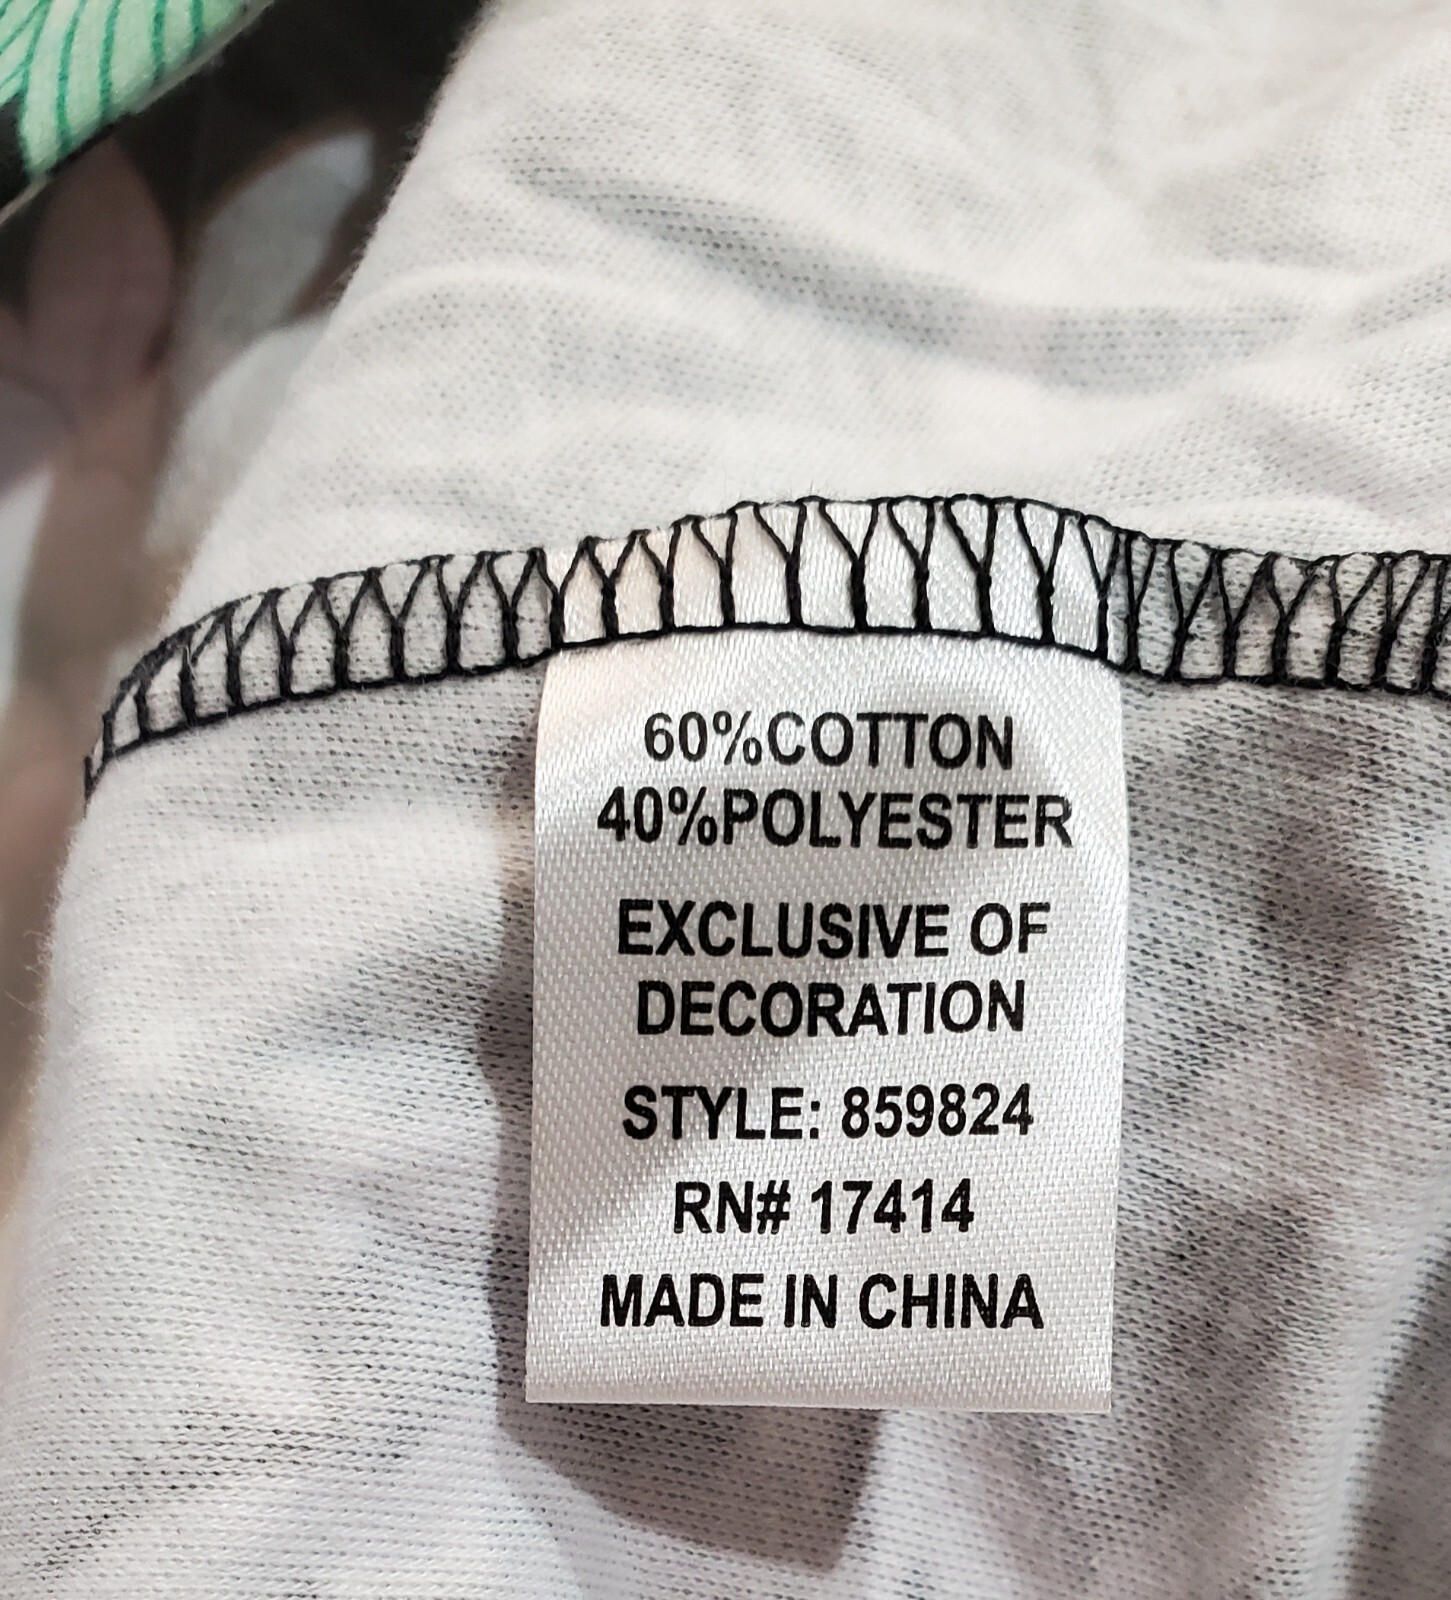 60%COTTON
40%POLYESTER
EXCLUSIVE OF
DECORATION
STYLE: 859824
RN# 17414
MADE IN CHINA